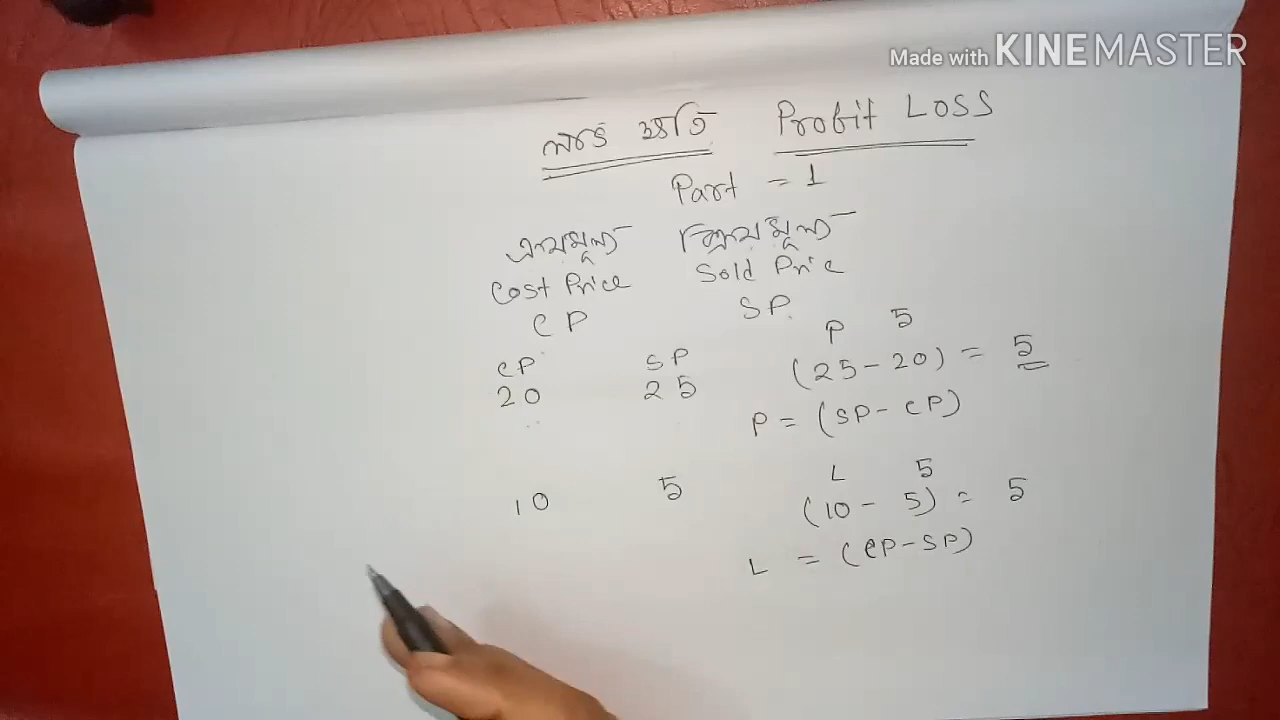 Made with KINEMASTER
লাভ ক্ষতি Profit Loss
Part = 1
ক্রয়মূল্য বিক্রয়মূল্য
Cost Price Sold Price
CP SP.
P 5
CP SP (25-20) = 5
20 25
P = (SP-CP)
L 5
10 5 (10- 5) = 5
L = (CP-SP)